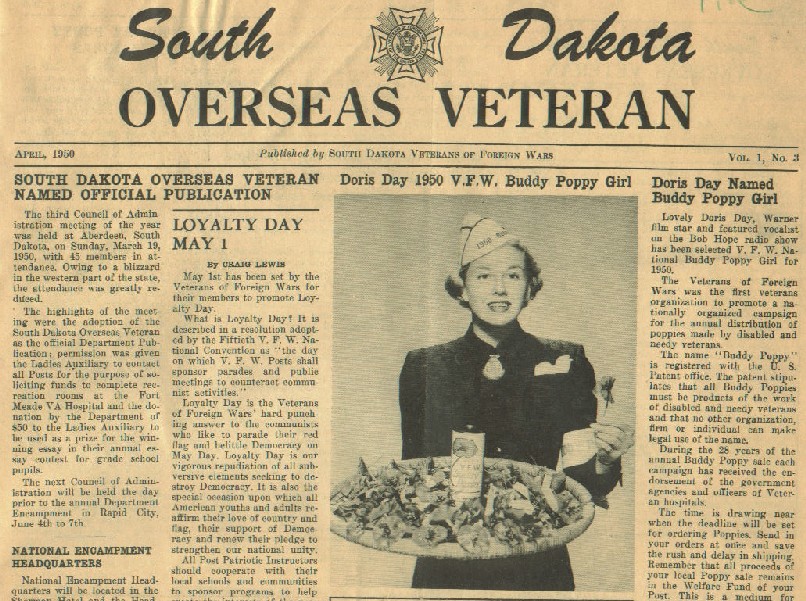 South Dakota
OVERSEAS VETERAN
APRIL, 1950
Published by SOUTH DAKOTA VETERANS OF FOREIGN WARS
VOL. 1, No. 3
SOUTH DAKOTA OVERSEAS VETERAN
NAMED OFFICIAL PUBLICATION
The third Council of Admin-
istration meeting of the year
was held at Aberdeen, South
Dakota, on Sunday, March 19,
1950, with 45 members in at-
tendance. Owing to a blizzard
in the western part of the state,
the attendance was greatly re-
duced.
The highlights of the meet-
ing were the adoption of the
South Dakota Overseas Veteran
as the official Department Pub-
lication; permission was given
the Ladies Auxiliary to contact
all Posts for the purpose of so-
liciting funds to complete rec-
reation rooms at the Fort
Meade VA Hospital and the do-
nation by the Department of
$50 to the Ladies Auxiliary to
be used as a prize for the win-
ning essay in their annual es-
say contest for grade school
pupils.
The next Council of Admin-
istration will be held the day
prior to the annual Department
Encampment in Rapid City,
June 4th to 7th.
NATIONAL ENCAMPMENT
HEADQUARTERS
National Encampment Head-
quarters will be located in the
LOYALTY DAY
MAY 1
By CRAIG LEWIS
May 1st has been set by the
Veterans of Foreign Wars for
their members to promote Loy-
alty Day.
What is Loyalty Day? It is
described in a resolution adopt-
ed by the Fiftieth V. F. W. Na-
tional Convention as "the day
on which V. F. W. Posts shall
sponsor parades and public
meetings to counteract commu-
nist activities."
Loyalty Day is the Veterans
of Foreign Wars' hard punch-
ing answer to the communists
who like to parade their red
flag and belittle Democracy on
May Day. Loyalty Day is our
vigorous repudiation of all sub-
versive elements seeking to de-
stroy Democracy. It is also the
special occasion upon which all
American youths and adults re-
affirm their love of country and
flag, their support of Democ-
racy and renew their pledge to
strengthen our national unity.
All Post Patriotic Instructors
should cooperate with their
local schools and communities
to sponsor programs to help
Doris Day 1950 V.F.W. Buddy Poppy Girl
1950
Doris Day Named
Buddy Poppy Girl
Lovely Doris Day, Warner
film star and featured vocalist
on the Bob Hope radio show
has been selected V. F. W. Na-
tional Buddy Poppy Girl for
1950.
The Veterans of Foreign
Wars was the first veterans
organization to promote a na-
tionally organized campaign
for the annual distribution of
poppies made by disabled and
needy veterans.
The name "Buddy Poppy"
is registered with the U. S.
Patent office. The patent stipu-
lates that all Buddy Poppies
must be products of the work
of disabled and needy veterans
and that no other organization,
firm or individual can make
legal use of the name.
During the 28 years of the
annual Buddy Poppy sale each
campaign has received the en-
dorsement of the government
agencies and officers of Veter-
an hospitals.
The time is drawing near
when the deadline will be set
for ordering Poppies. Send in
your orders at once and save
the rush and delay in shipping.
Remember that all proceeds of
your local Poppy sale remains
in the Welfare Fund of your
Post. This is a medium for